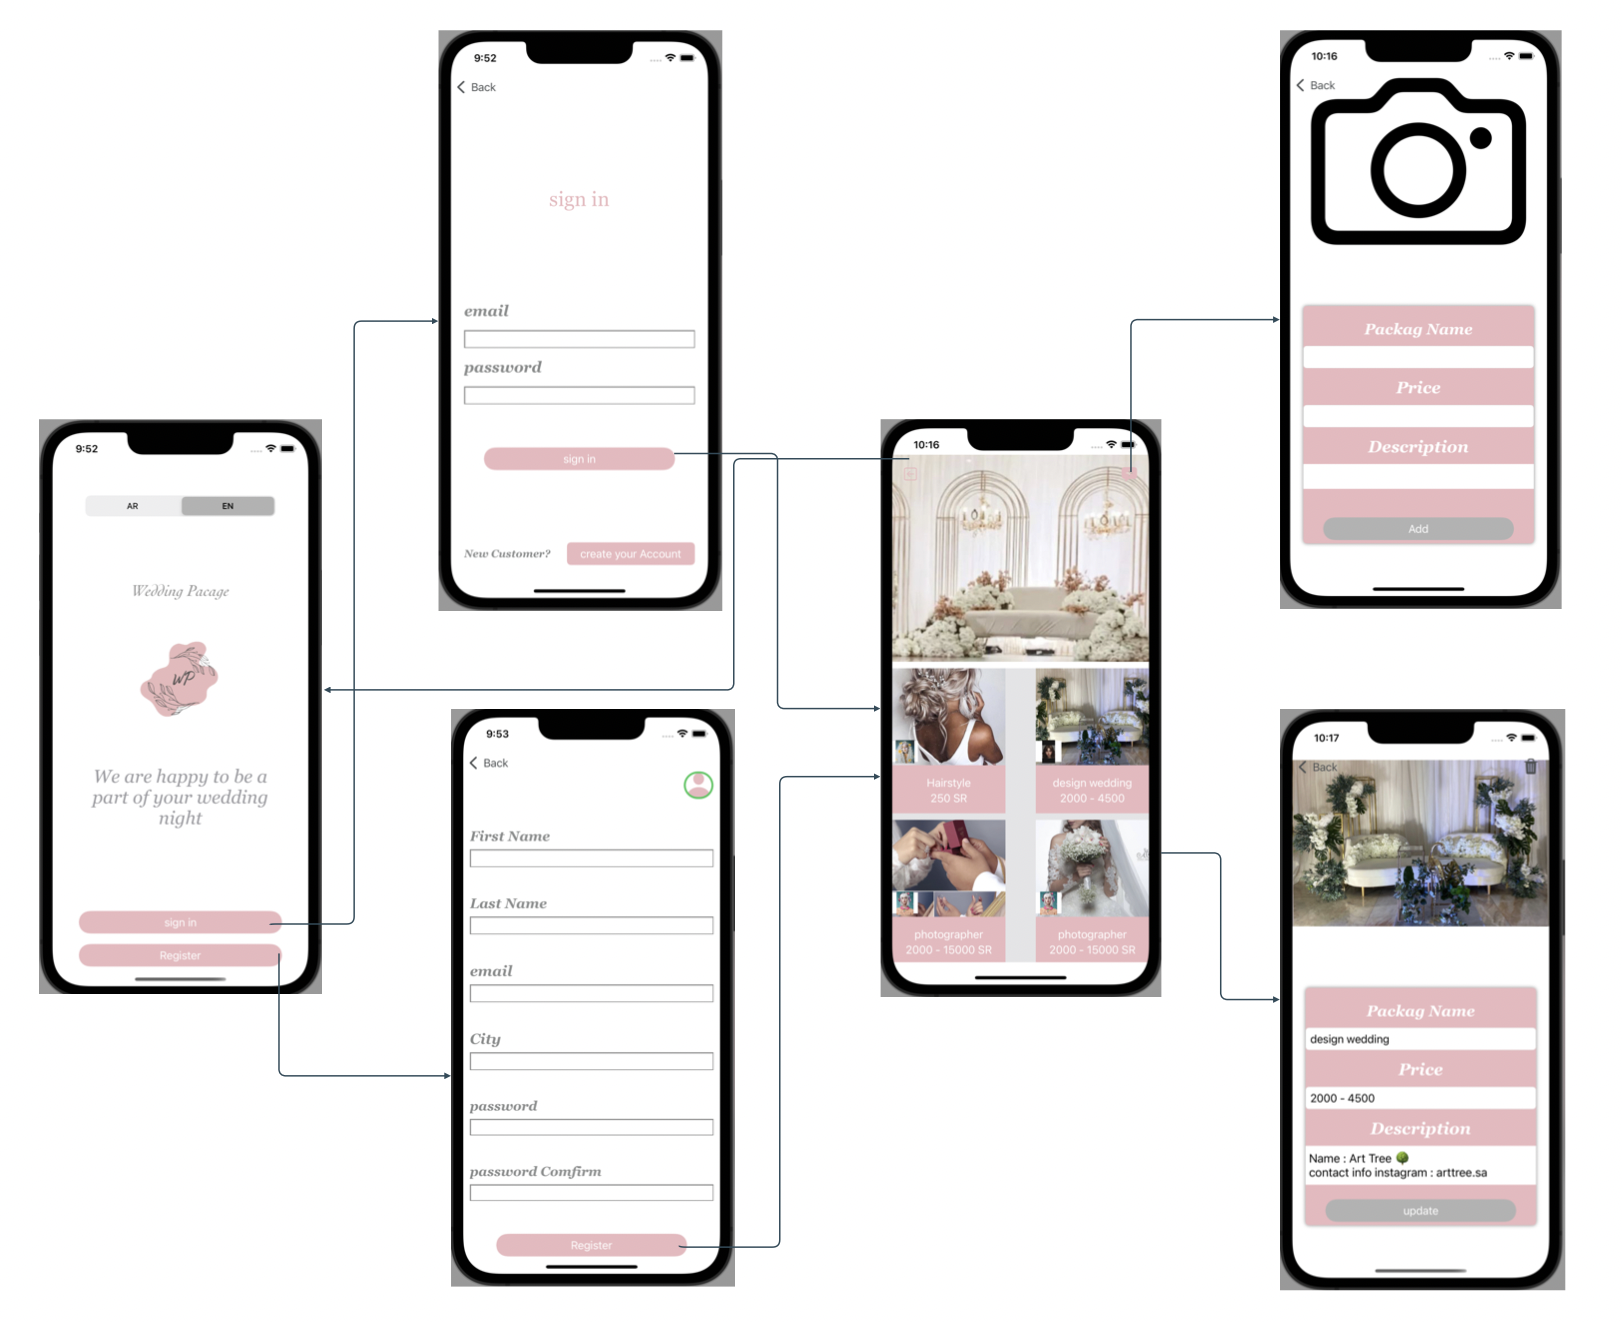 9:52
AR
EN
Wedding Pacage
WP
We are happy to be a
part of your wedding
night
sign in
Register
9:52
Back
sign in
email
password
sign in
New Customer?
create your Account
9:53
Back
First Name
Last Name
email
City
password
password Comfirm
Register
10:16
Hairstyle
250 SR
design wedding
2000 - 4500
photographer
2000 - 15000 SR
photographer
2000 - 15000 SR
10:16
Back
Packag Name
Price
Description
Add
10:17
Back
Packag Name
design wedding
Price
2000 - 4500
Description
Name : Art Tree 🌳
contact info instagram : arttree.sa
update